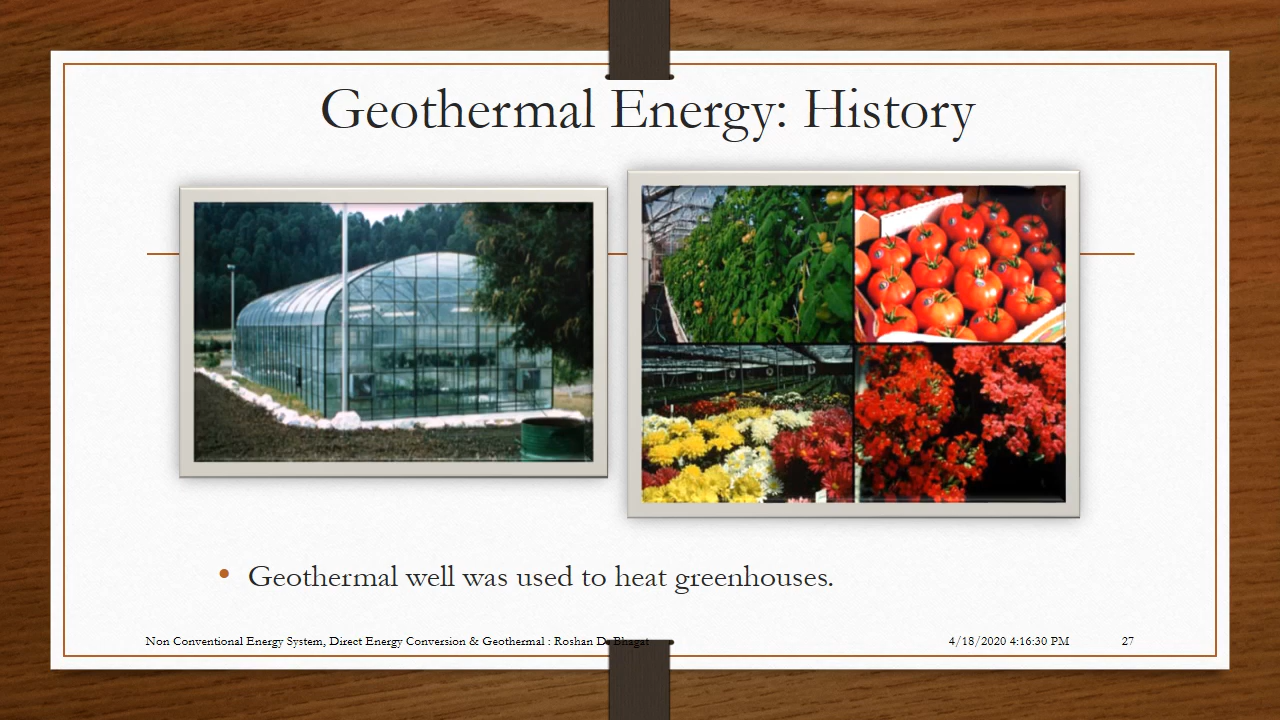 Geothermal Energy: History
• Geothermal well was used to heat greenhouses.
Non Conventional Energy System, Direct Energy Conversion & Geothermal : Roshan D. Bhagat
4/18/2020 4:16:30 PM
27